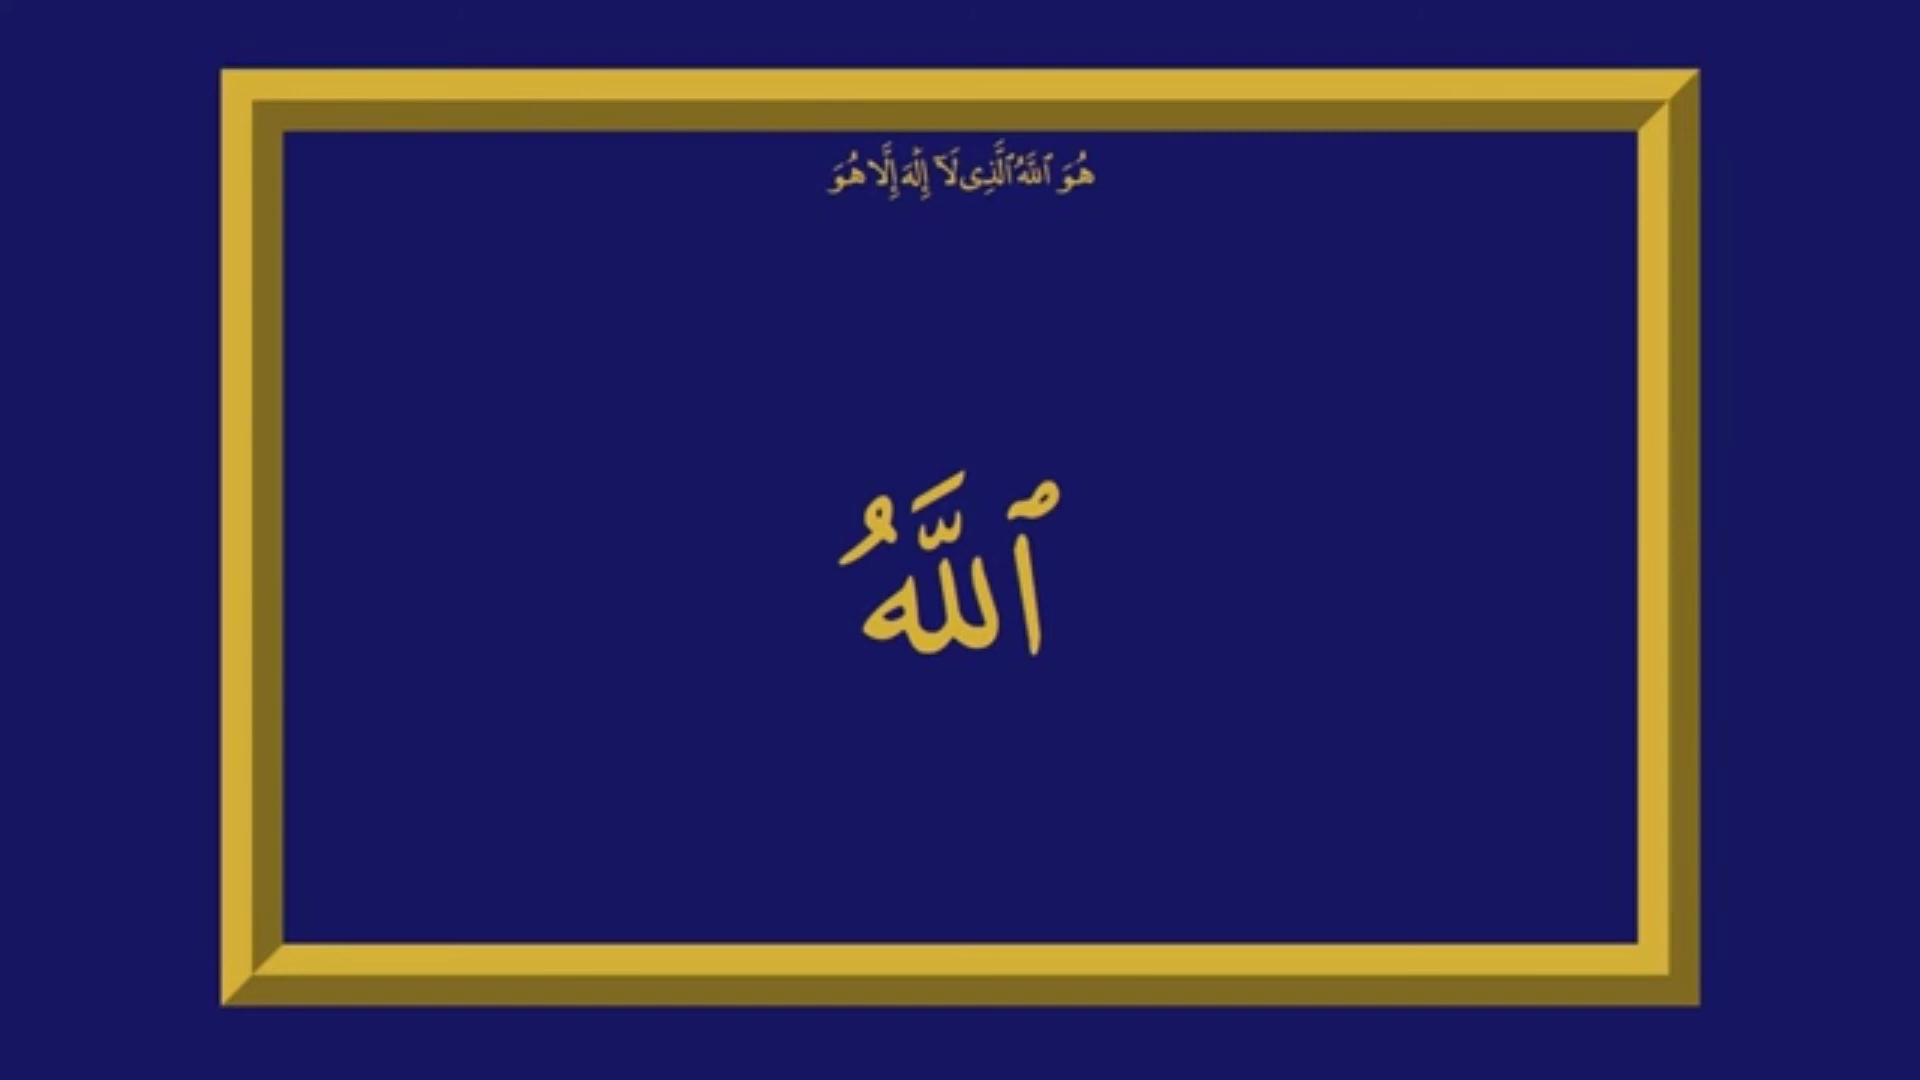 هُوَ ٱللَّهُ ٱلَّذِى لَآ إِلَٰهَ إِلَّا هُوَ
ٱللَّهُ